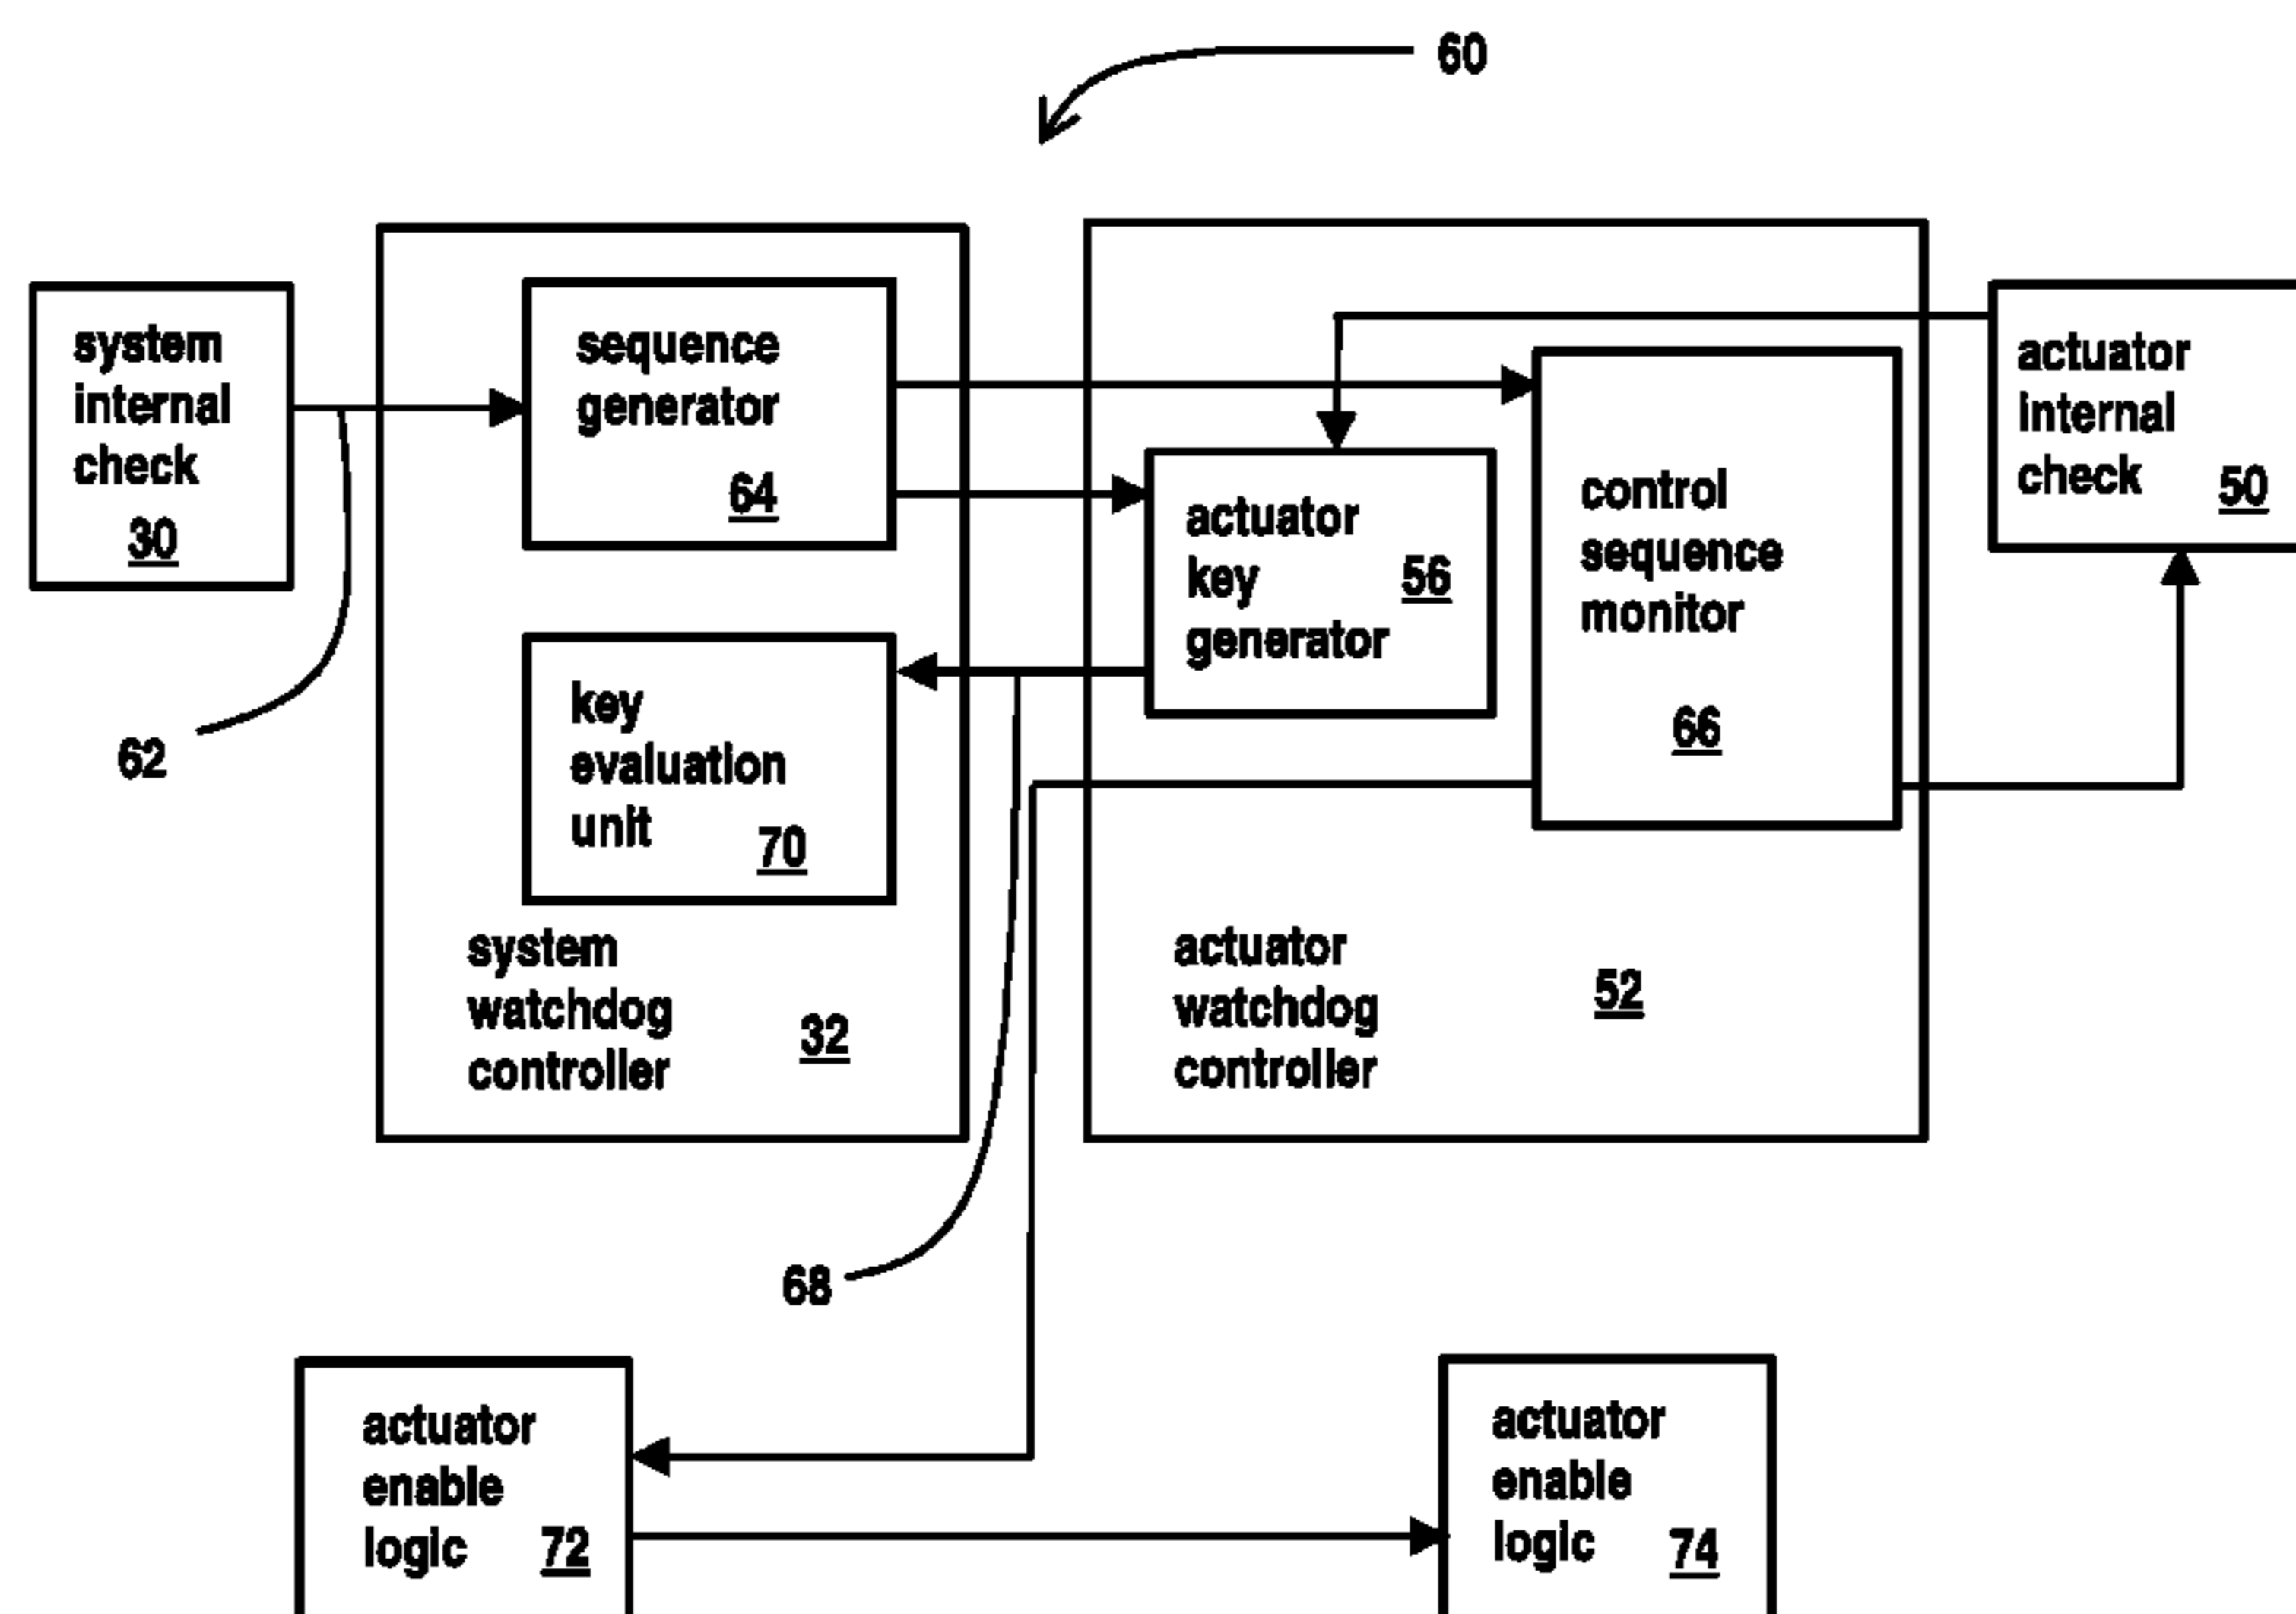 60
system
internal
check
30
62
sequence
generator
64
key
evaluation
unit
70
system
watchdog
controller
32
actuator
key
generator
56
control
sequence
monitor
66
actuator
watchdog
controller
52
actuator
internal
check
50
68
actuator
enable
logic
72
actuator
enable
logic
74